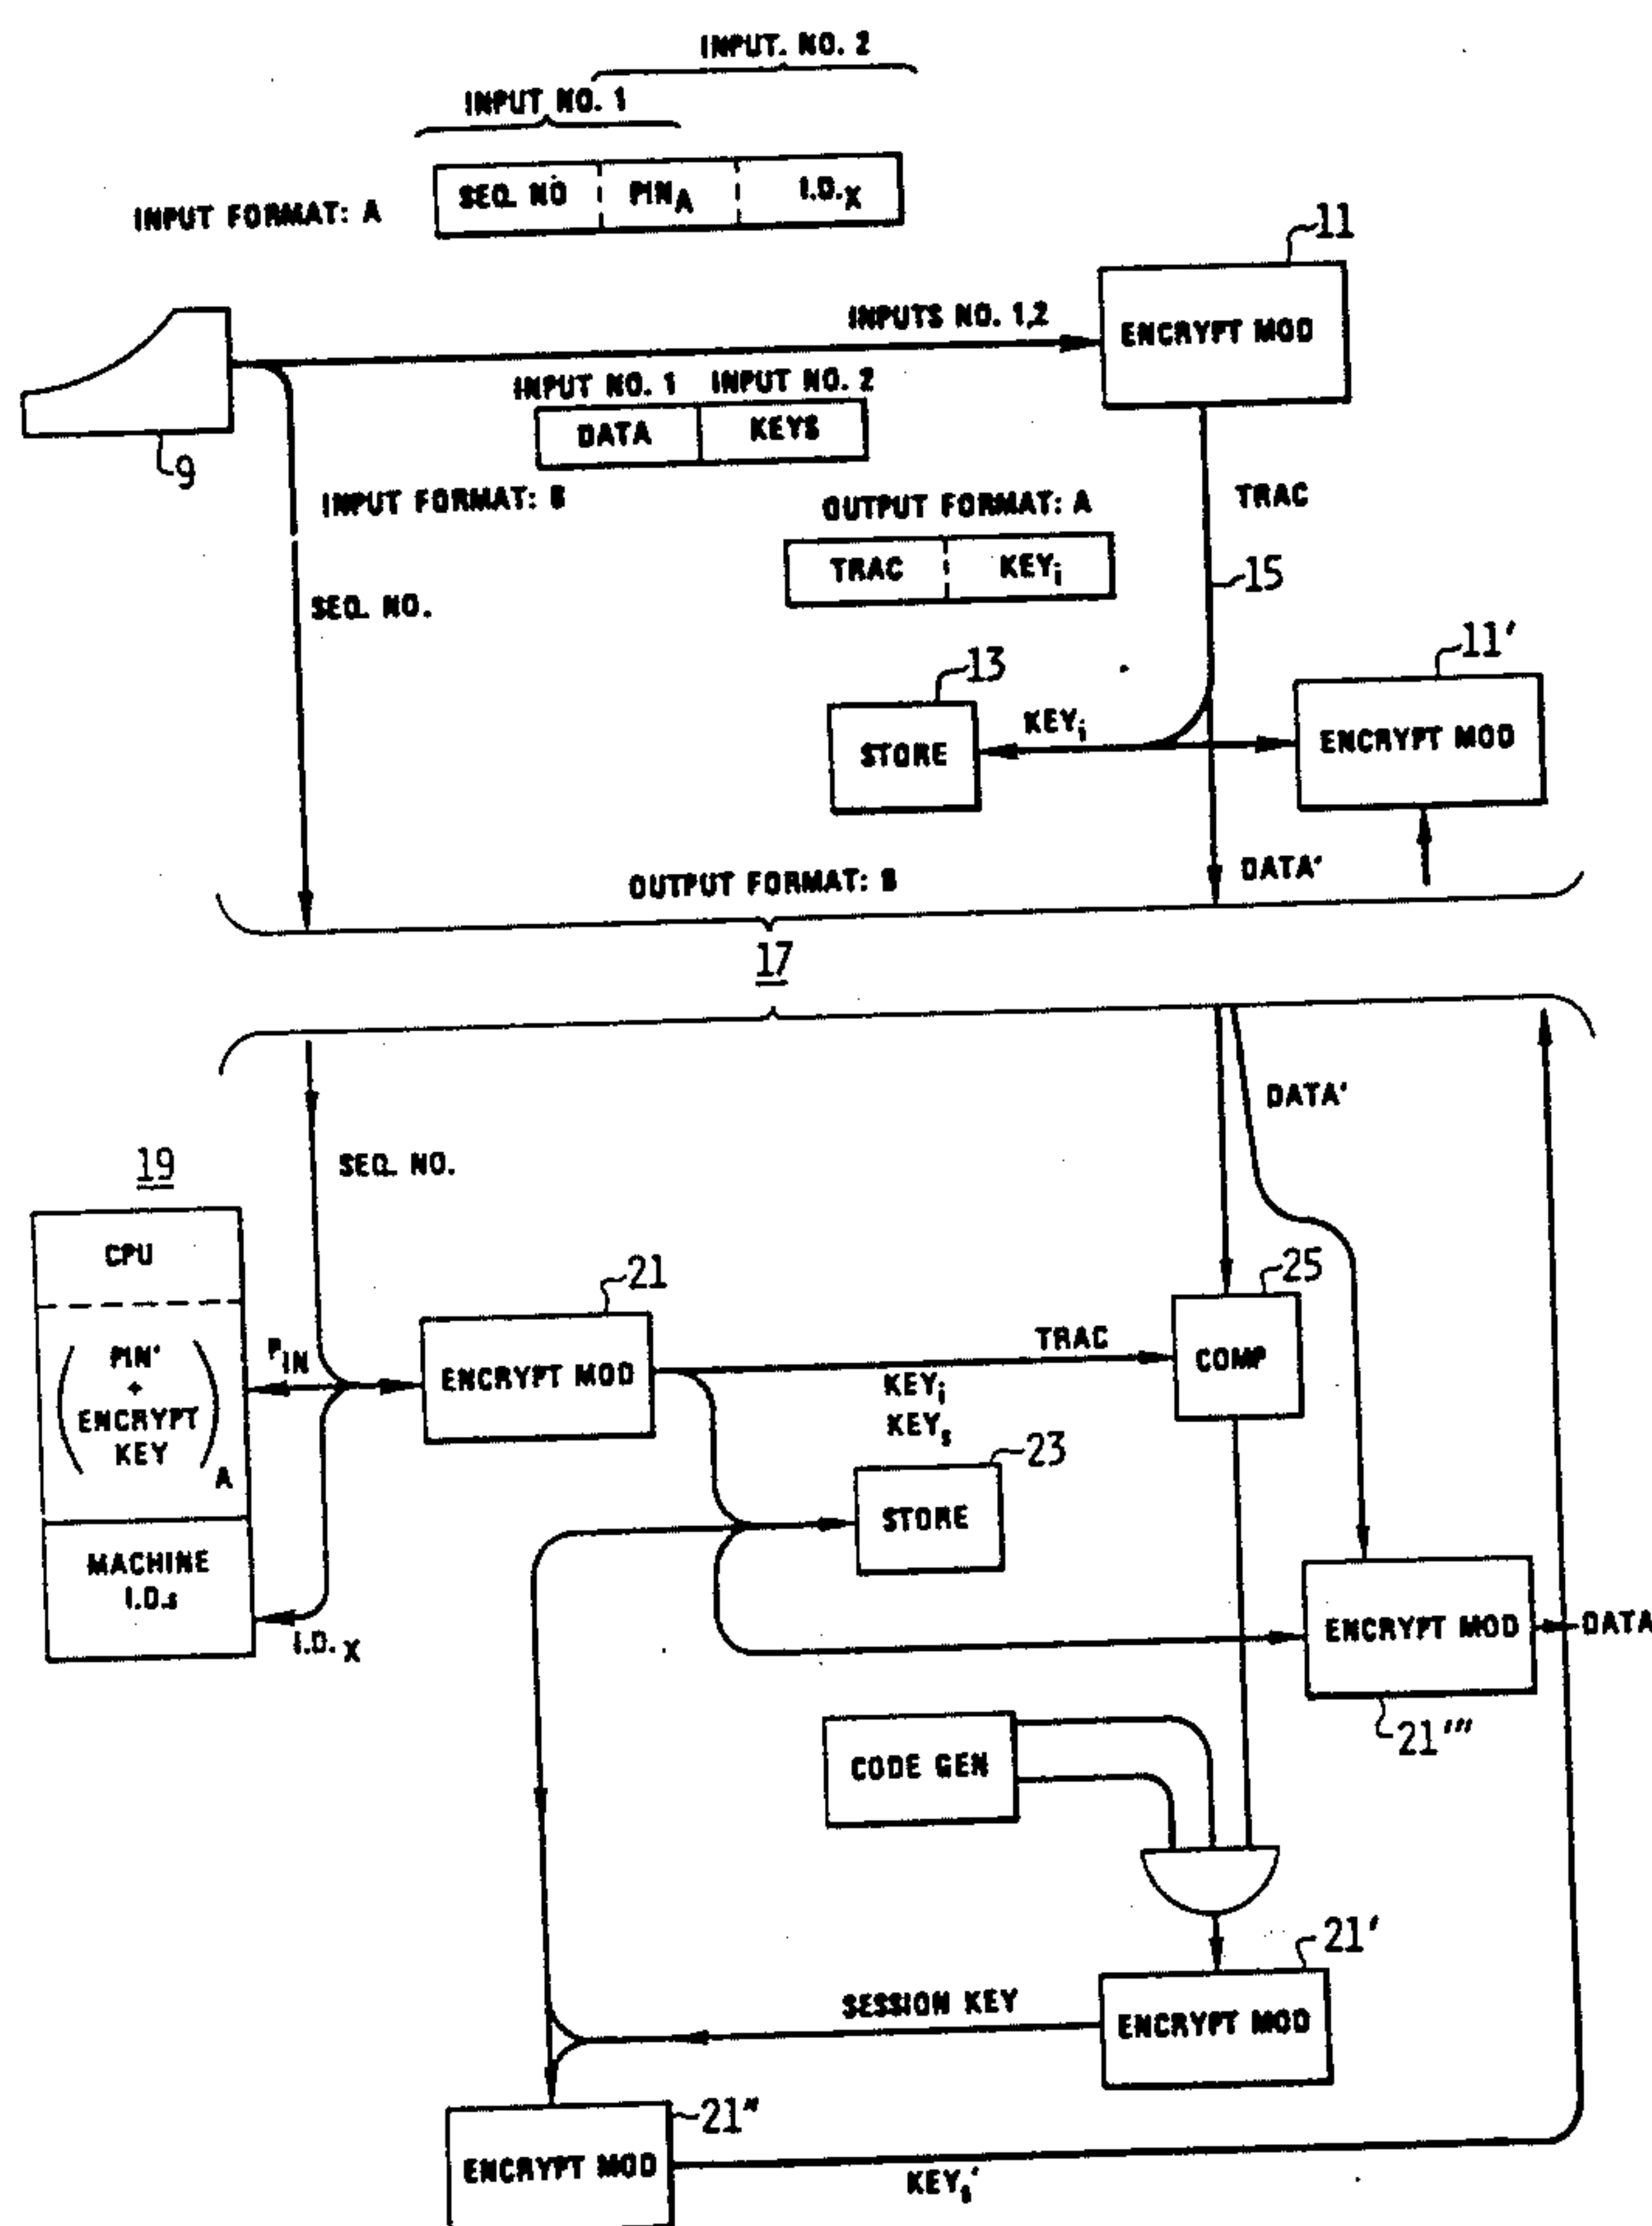 INPUT. NO. 2
INPUT NO. 1
INPUT FORMAT: A
SEQ. NO PIN A I.D. X
11
INPUTS NO. 1,2
ENCRYPT MOD
INPUT NO. 1 INPUT NO. 2
DATA KEYS
9
INPUT FORMAT: B
TRAC
OUTPUT FORMAT: A
TRAC KEY i
15
SEQ. NO.
13
11'
KEY i
STORE
ENCRYPT MOD
DATA'
OUTPUT FORMAT: B
17
DATA'
19
SEQ. NO.
CPU
21
25
PIN
TRAC
PIN'
+
ENCRYPT
KEY
A
ENCRYPT MOD
COMP
KEY i
KEY s
23
STORE
MACHINE
I.D.s
I.D. X
ENCRYPT MOD
DATA
21'''
CODE GEN
21'
SESSION KEY
ENCRYPT MOD
21"
ENCRYPT MOD
KEY s'